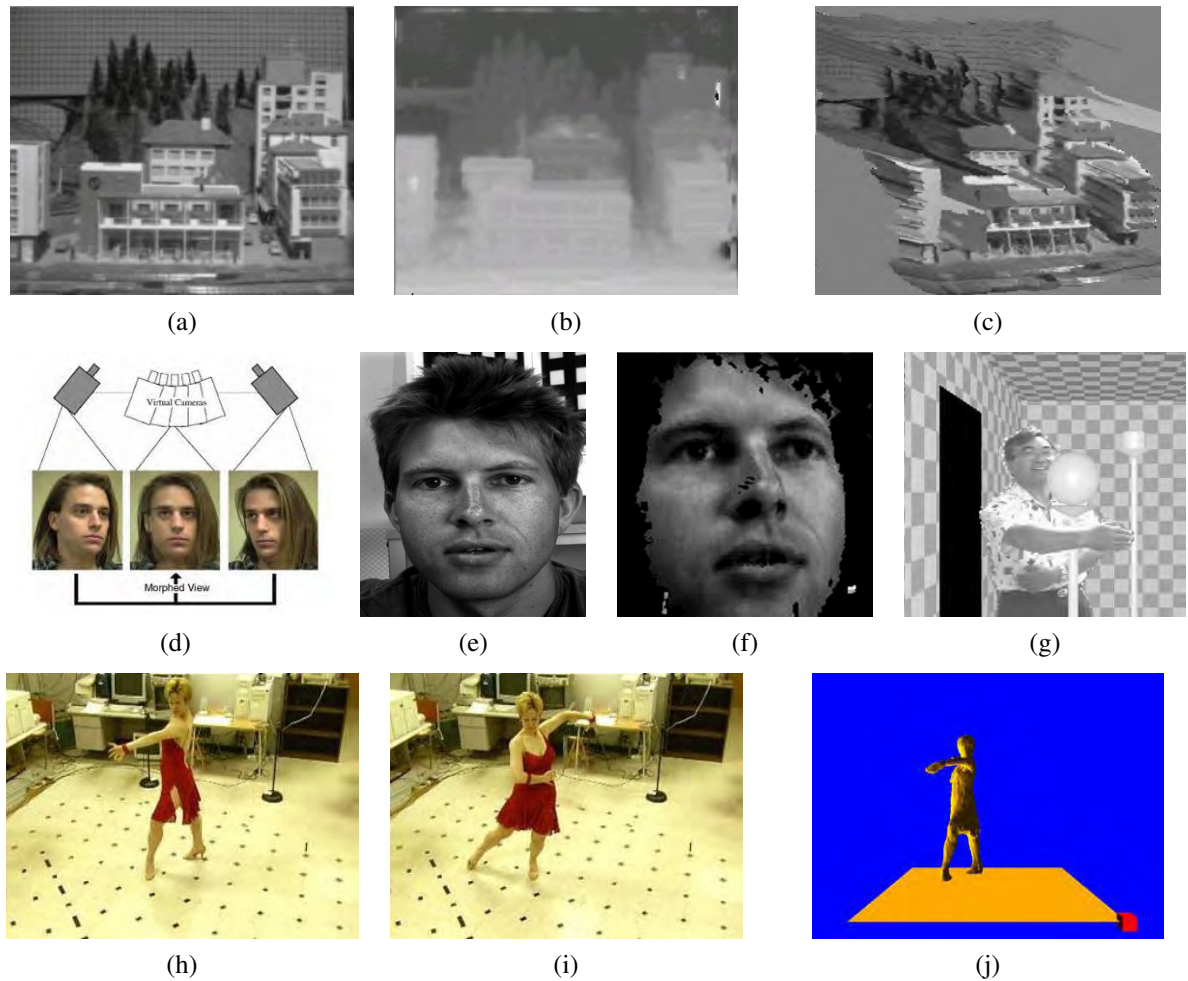 (a)
(b)
(c)
Virtual Cameras
Morphed View
(d)
(e)
(f)
(g)
(h)
(i)
(j)